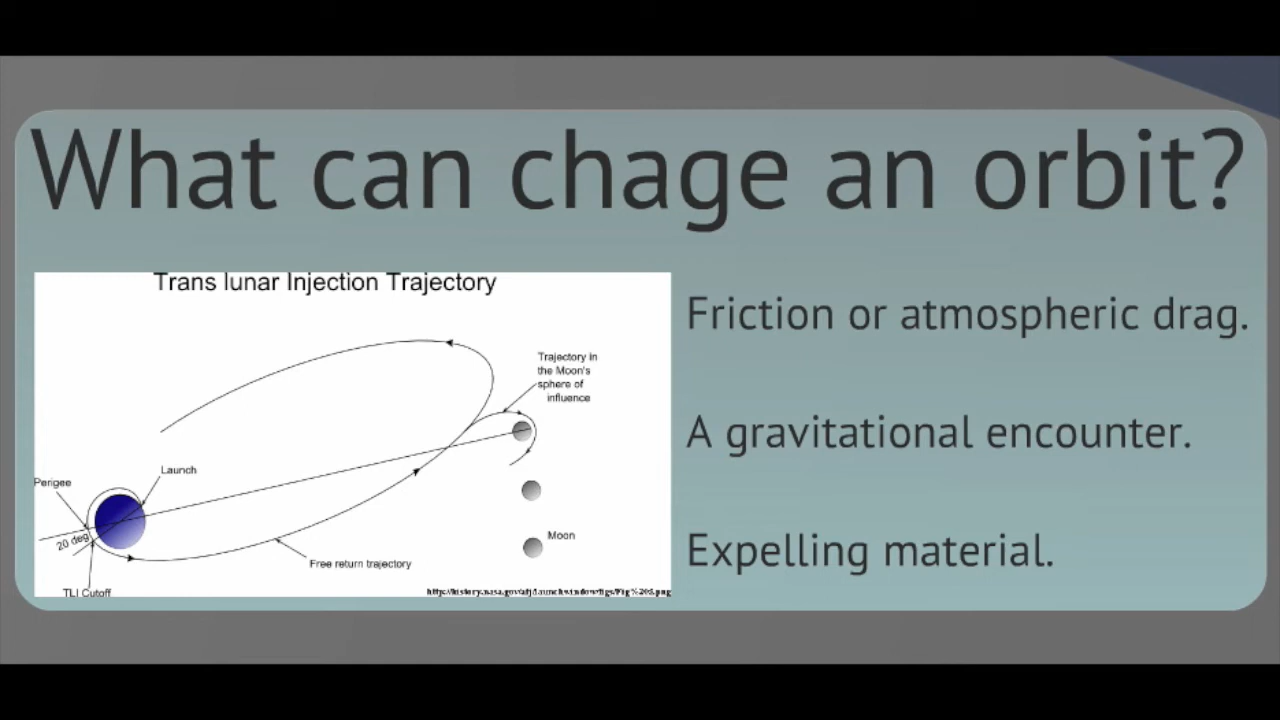 What can chage an orbit?
Trans lunar Injection Trajectory
Trajectory in
the Moon's
sphere of
influence
Launch
Perigee
20 deg
Moon
Free return trajectory
TLI Cutoff
Friction or atmospheric drag.
A gravitational encounter.
Expelling material.